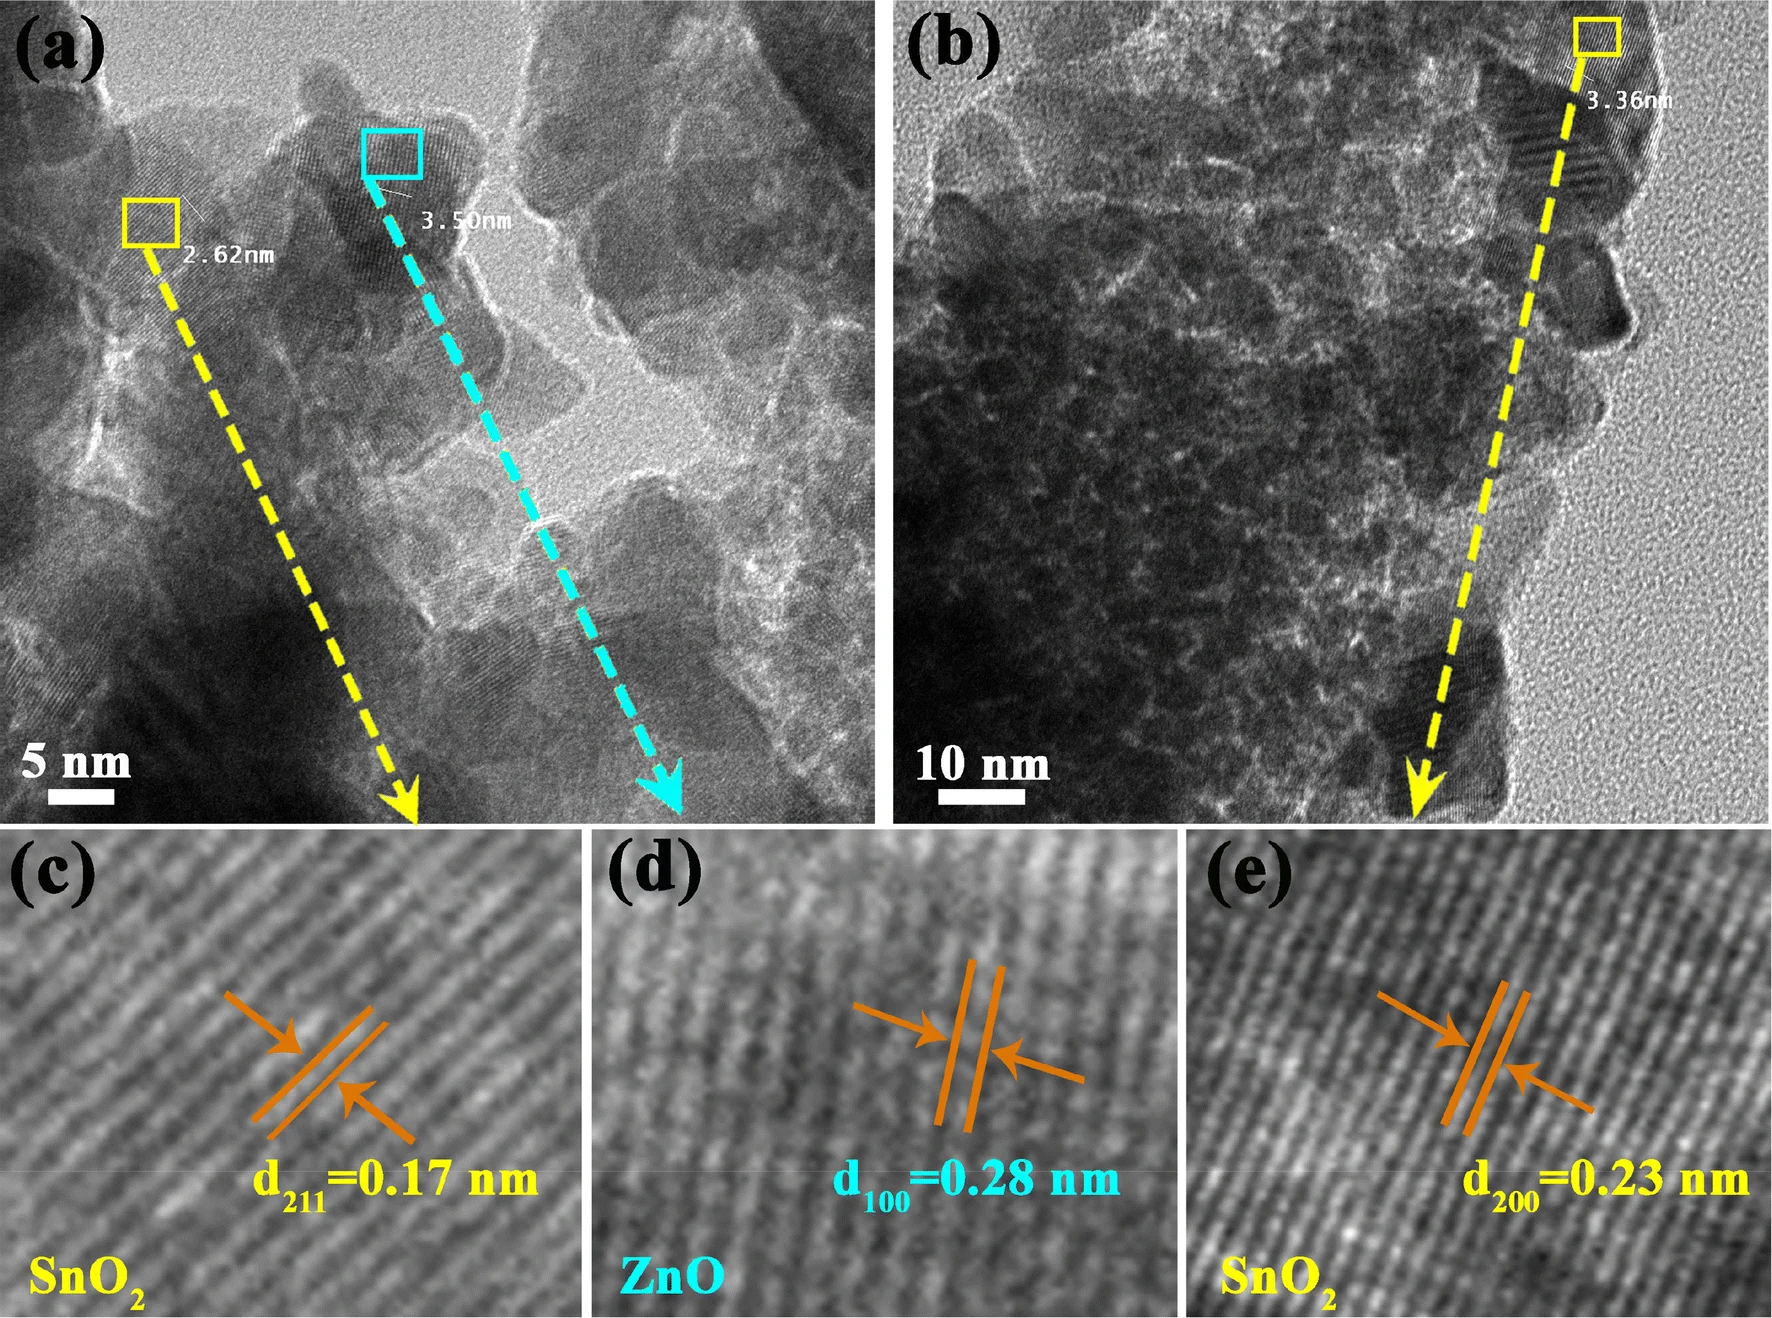 (a)
2.62nm
3.50nm
5 nm
(b)
3.36nm
10 nm
(c)
d211=0.17 nm
SnO2
(d)
d100=0.28 nm
ZnO
(e)
d200=0.23 nm
SnO2